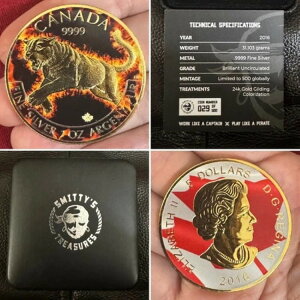 CANADA
9999
FINE SILVER 1 OZ ARGENT PUR
TECHNICAL SPECIFICATIONS
YEAR 2016
WEIGHT 31.103 grams
METAL .9999 Fine Silver
GRADE Brilliant Uncirculated
MINTAGE Limited to 500 globally
TREATMENTS 24k Gold Gilding
Colorization
COIN NUMBER
029 OF 500
WORK LIKE A CAPTAIN PLAY LIKE A PIRATE
SMITTY'S
TREASURES
ELIZABETH II 5 DOLLARS D·G·REGINA
2016